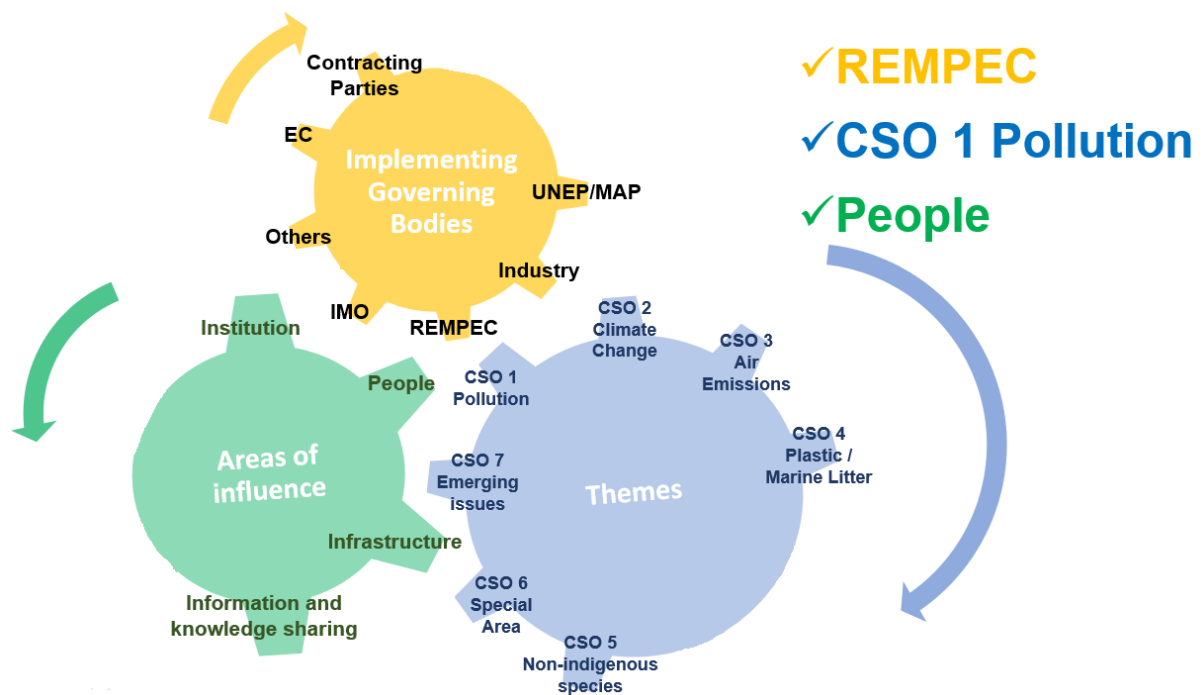 Contracting
Parties
EC
Implementing
Governing
Bodies
UNEP/MAP
Others
Industry
IMO
REMPEC
✓REMPEC
✓CSO 1 Pollution
✓People
Institution
People
Areas of
influence
Infrastructure
Information and
knowledge sharing
CSO 1
Pollution
CSO 2
Climate
Change
CSO 3
Air
Emissions
CSO 4
Plastic /
Marine Litter
CSO 7
Emerging
issues
Themes
CSO 6
Special
Area
CSO 5
Non-indigenous
species